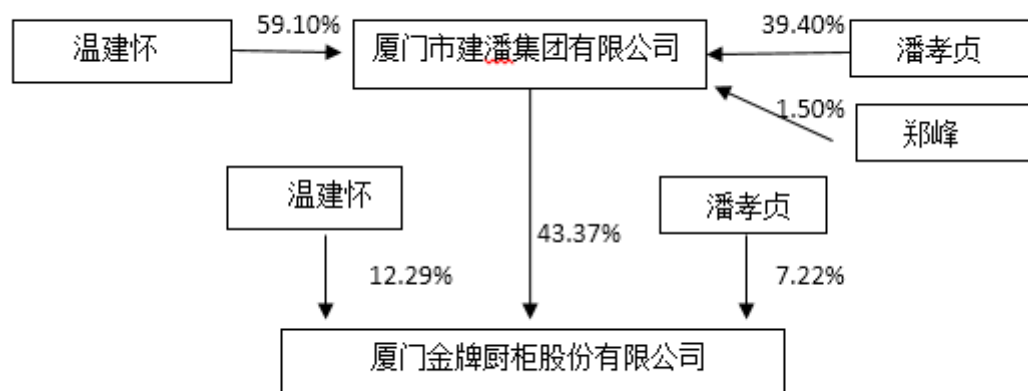 59.10%
39.40%
温建怀
厦门市建潘集团有限公司
潘孝贞
1.50%
郑峰
温建怀
潘孝贞
43.37%
12.29%
7.22%
厦门金牌厨柜股份有限公司